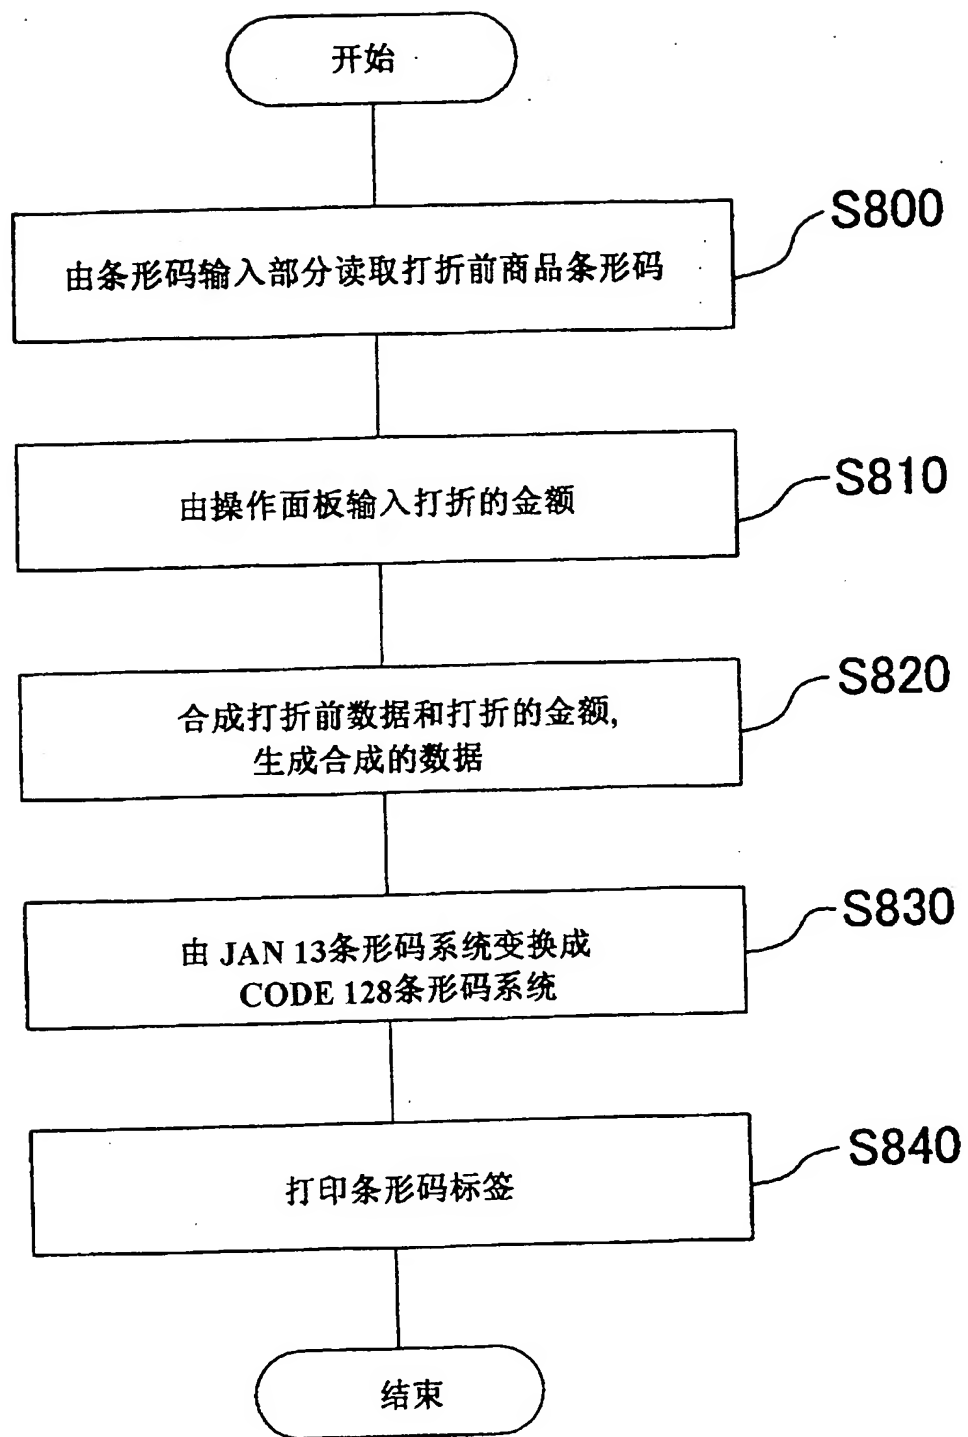 开始
S800
由条形码输入部分读取打折前商品条形码
S810
由操作面板输入打折的金额
S820
合成打折前数据和打折的金额,
生成合成的数据
S830
由 JAN 13条形码系统变换成
CODE 128条形码系统
S840
打印条形码标签
结束